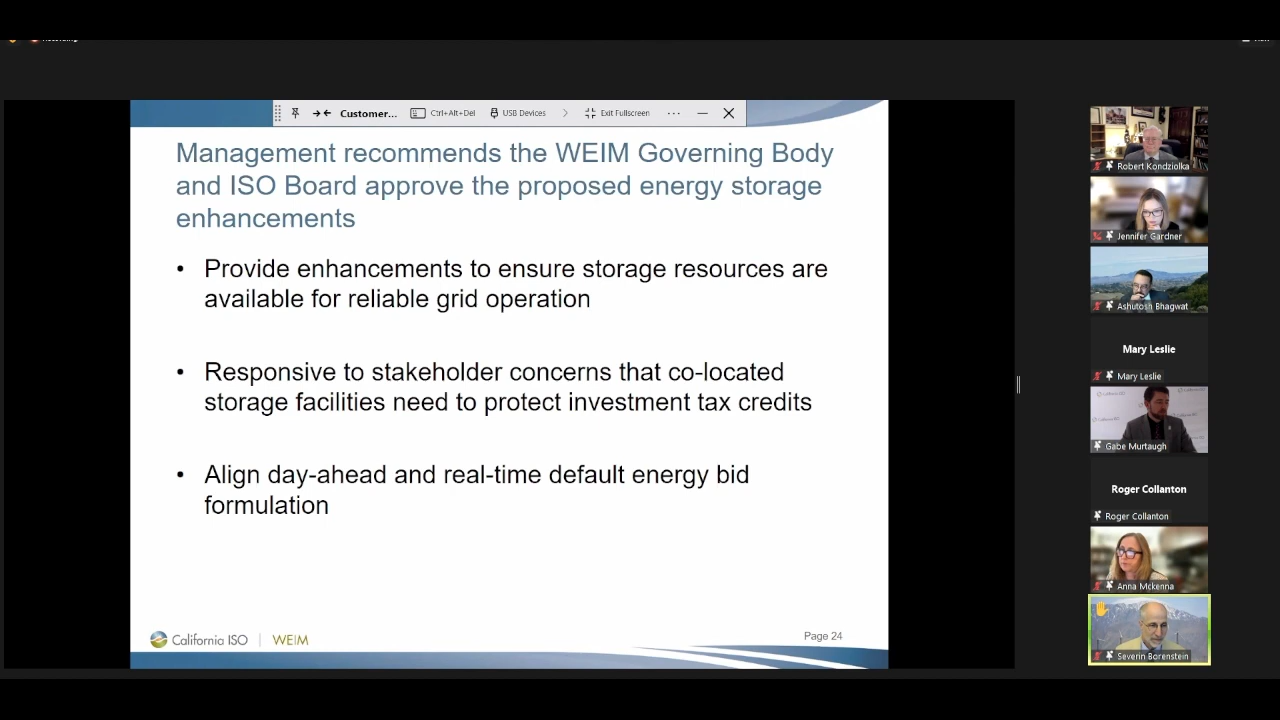 Customer...
Ctrl+Alt+Del
USB Devices
Exit Fullscreen
Management recommends the WEIM Governing Body
and ISO Board approve the proposed energy storage
enhancements
• Provide enhancements to ensure storage resources are
available for reliable grid operation
• Responsive to stakeholder concerns that co-located
storage facilities need to protect investment tax credits
• Align day-ahead and real-time default energy bid
formulation
California ISO | WEIM
Page 24
Robert Kondziolka
Jennifer Gardner
Ashutosh Bhagwat
Mary Leslie
Mary Leslie
Gabe Murtaugh
Roger Collanton
Roger Collanton
Anna Mckenna
Severin Borenstein